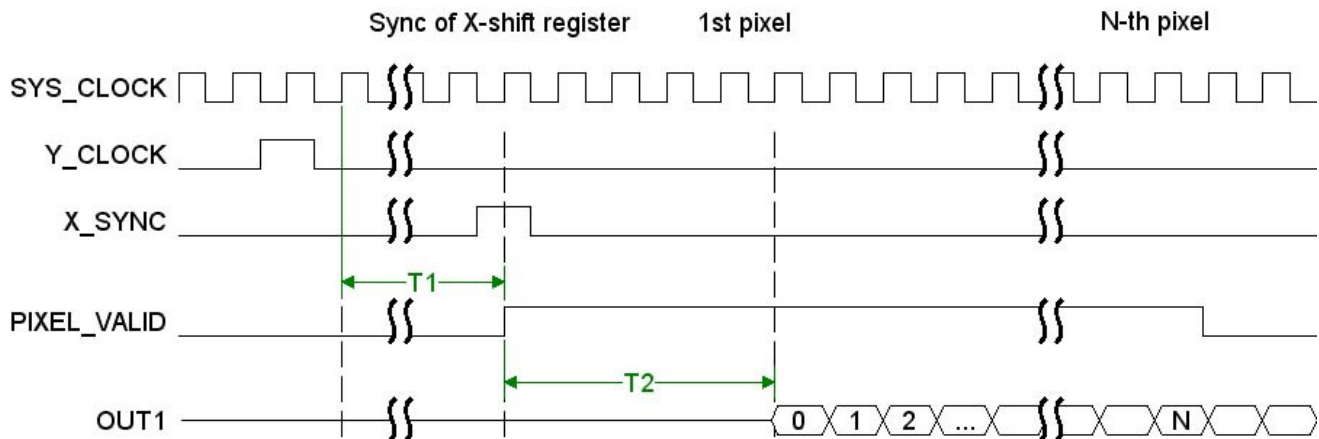 Sync of X-shift register 1st pixel N-th pixel
SYS_CLOCK
Y_CLOCK
X_SYNC
T1
PIXEL_VALID
T2
OUT1 0 1 2 ... N